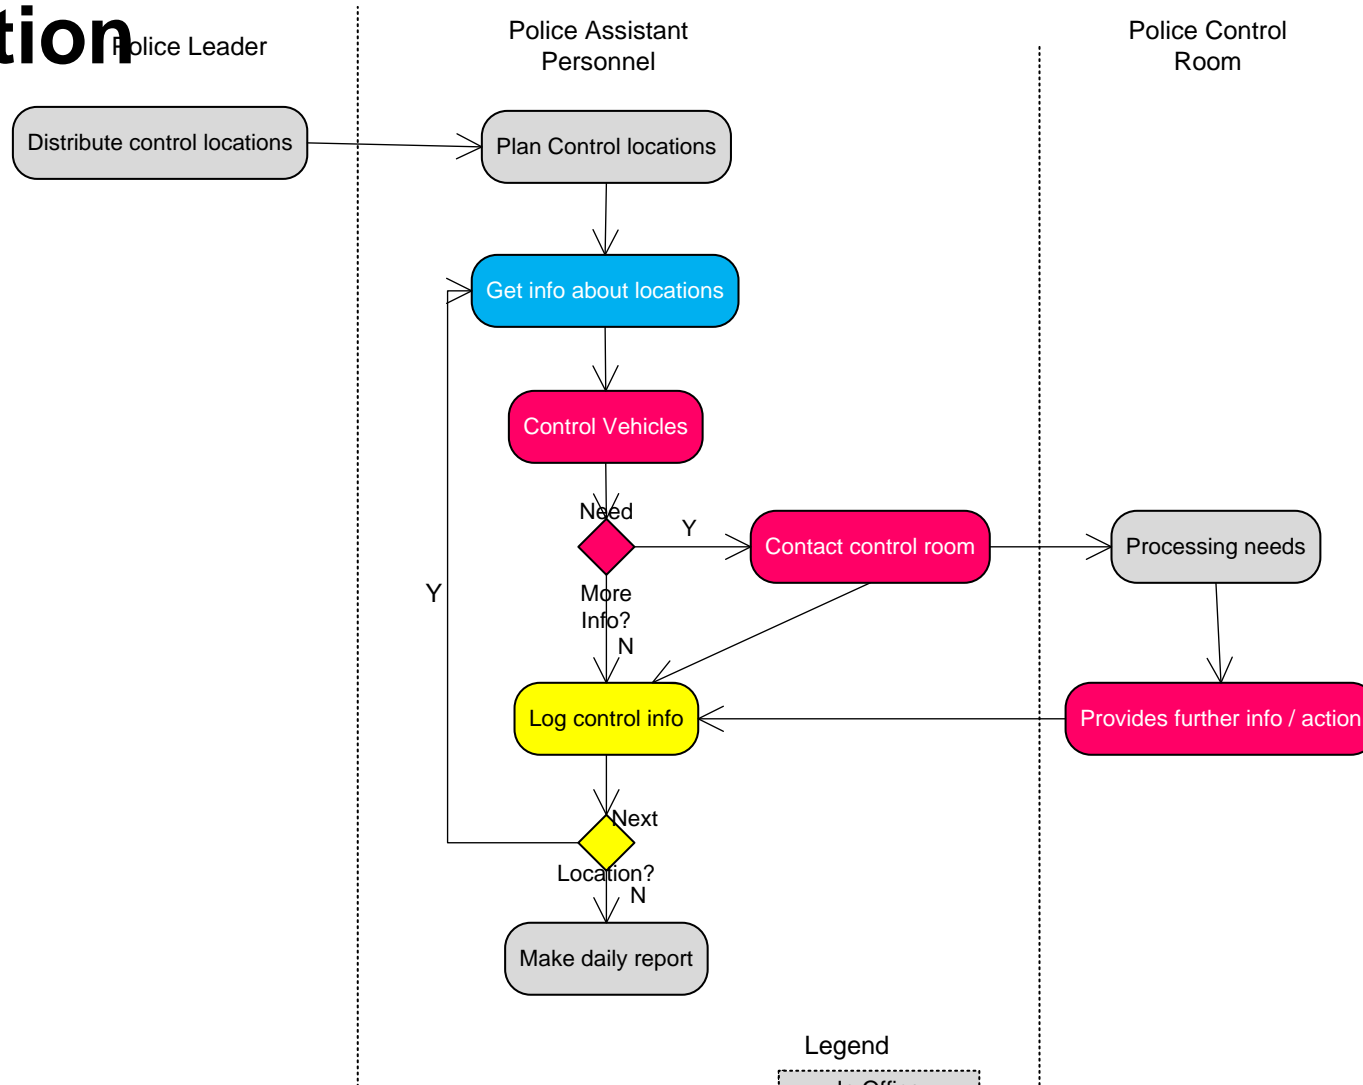 tion
Police Leader
Police Assistant
Personnel
Police Control
Room
Distribute control locations
Plan Control locations
Get info about locations
Control Vehicles
Need
More
Info?
Y
N
Contact control room
Processing needs
Y
Log control info
Provides further info / action
Next
Location?
N
Make daily report
Legend
In Office